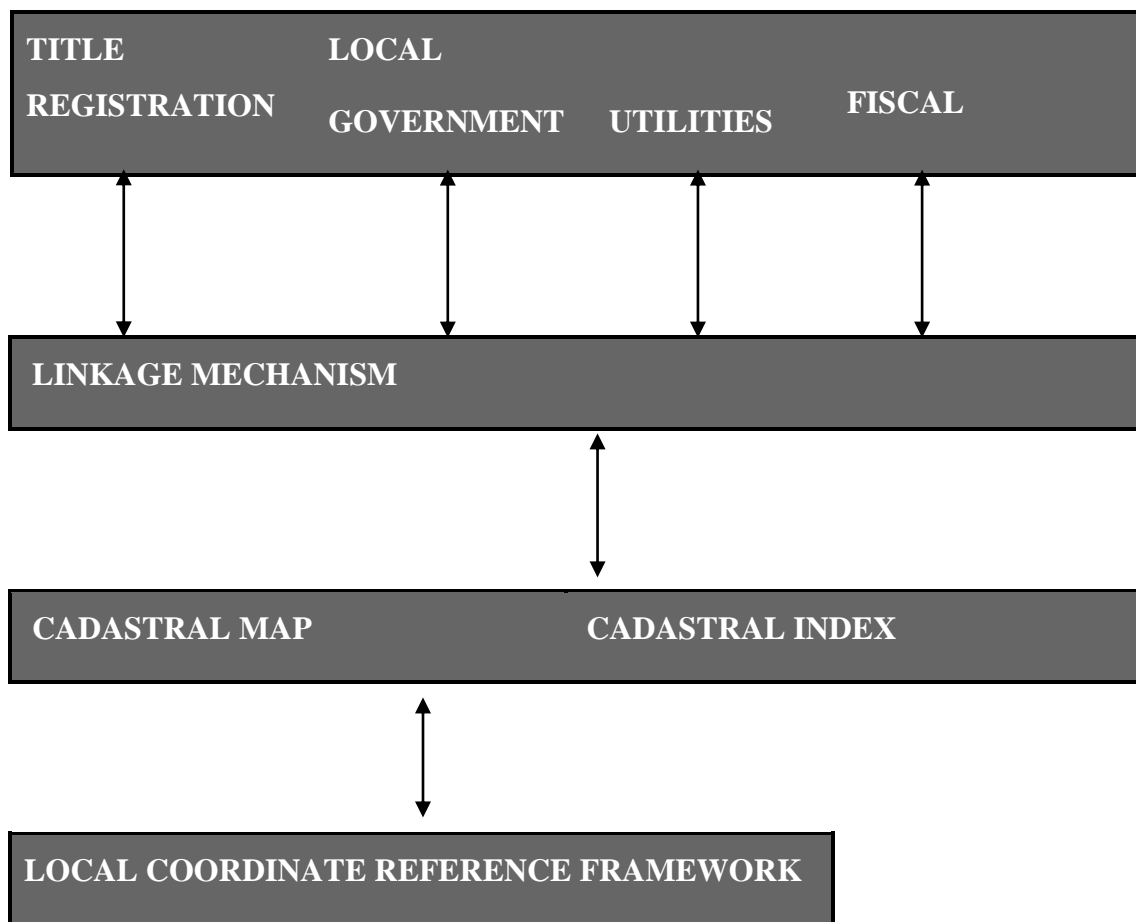 TITLE
REGISTRATION
LOCAL
GOVERNMENT
UTILITIES
FISCAL
LINKAGE MECHANISM
CADASTRAL MAP
CADASTRAL INDEX
LOCAL COORDINATE REFERENCE FRAMEWORK